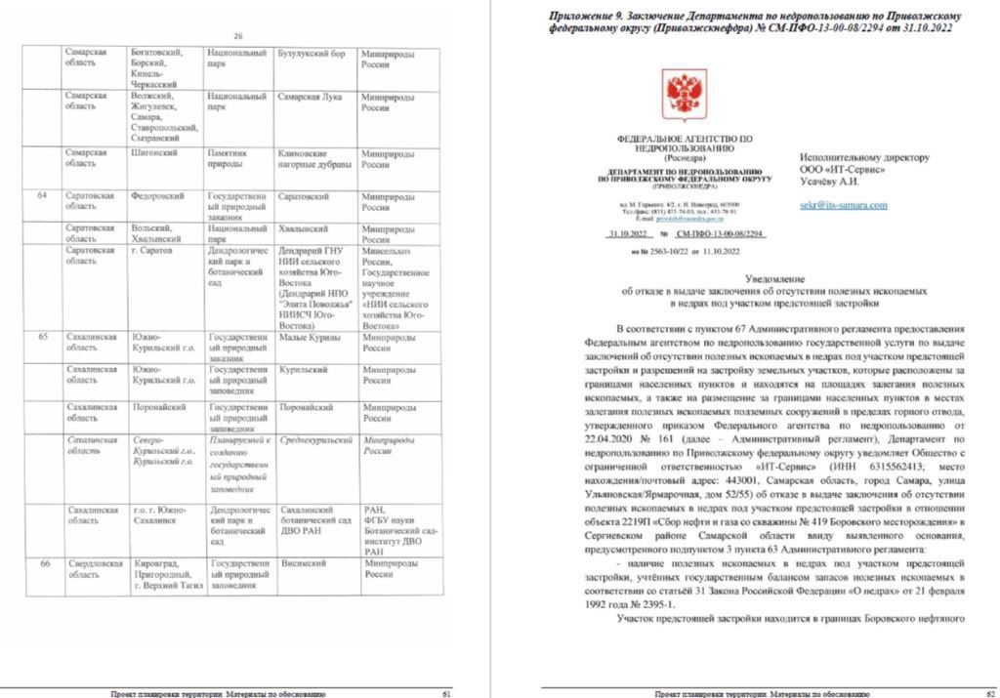 26
Самарская область | Богатовский, Борский, Кинель-Черкасский | Национальный парк | Бузулукский бор | Минприроды России
Самарская область | Волжский, Жигулевск, Самара, Ставропольский, Сызранский | Национальный парк | Самарская Лука | Минприроды России
Самарская область | Шигонский | Памятник природы | Климовские нагорные дубравы | Минприроды России
64 | Саратовская область | Федоровский | Государственный природный заказник | Саратовский | Минприроды России
Саратовская область | Вольский, Хвалынский | Национальный парк | Хвалынский | Минприроды России
Саратовская область | г. Саратов | Дендрологический парк и ботанический сад | Дендрарий ГНУ НИИ сельского хозяйства Юго-Востока (Дендрарий НПО "Элита Поволжья" НИИСЧ Юго-Востока) | Минсельхоз России, Государственное научное учреждение «НИИ сельского хозяйства Юго-Востока»
65 | Сахалинская область | Южно-Курильский г.о. | Государственный природный заказник | Малые Курилы | Минприроды России
Сахалинская область | Южно-Курильский г.о. | Государственный природный заповедник | Курильский | Минприроды России
Сахалинская область | Поронайский | Государственный природный заповедник | Поронайский | Минприроды России
Сахалинская область | Северо-Курильский г.о., Курильский г.о. | Планируемый к созданию государственный природный заповедник | Среднекурильский | Минприроды России
Сахалинская область | г.о. г. Южно-Сахалинск | Дендрологический парк и ботанический сад | Сахалинский ботанический сад ДВО РАН | РАН, ФГБУ науки Ботанический сад-институт ДВО РАН
66 | Свердловская область | Кировград, Пригородный, г. Верхний Тагил | Государственный природный заповедник | Висимский | Минприроды России
Проект планировки территории. Материалы по обоснованию 61
Приложение 9. Заключение Департамента по недропользованию по Приволжскому
федеральному округу (Приволжскнефдра) № СМ-ПФО-13-00-08/2294 от 31.10.2022
ФЕДЕРАЛЬНОЕ АГЕНТСТВО ПО
НЕДРОПОЛЬЗОВАНИЮ
(Роснедра)
ДЕПАРТАМЕНТ ПО НЕДРОПОЛЬЗОВАНИЮ
ПО ПРИВОЛЖСКОМУ ФЕДЕРАЛЬНОМУ ОКРУГУ
(ПРИВОЛЖСКНЕДРА)
пл. М. Горького, 4/2, г. Н. Новгород, 603000
Тел./факс: (831) 433-74-03, тел.: 433-78-91
E-mail: privolzh@rosnedra.gov.ru
31.10.2022 № СМ-ПФО-13-00-08/2294
на № 2563-10/22 от 11.10.2022
Исполнительному директору
ООО «ИТ-Сервис»
Усачёву А.И.
sekr@its-samara.com
Уведомление
об отказе в выдаче заключения об отсутствии полезных ископаемых
в недрах под участком предстоящей застройки
В соответствии с пунктом 67 Административного регламента предоставления
Федеральным агентством по недропользованию государственной услуги по выдаче
заключений об отсутствии полезных ископаемых в недрах под участком предстоящей
застройки и разрешений на застройку земельных участков, которые расположены за
границами населенных пунктов и находятся на площадях залегания полезных
ископаемых, а также на размещение за границами населенных пунктов в местах
залегания полезных ископаемых подземных сооружений в пределах горного отвода,
утвержденного приказом Федерального агентства по недропользованию от
22.04.2020 № 161 (далее – Административный регламент), Департамент по
недропользованию по Приволжскому федеральному округу уведомляет Общество с
ограниченной ответственностью «ИТ-Сервис» (ИНН 6315562413; место
нахождения/почтовый адрес: 443001, Самарская область, город Самара, улица
Ульяновская/Ярмарочная, дом 52/55) об отказе в выдаче заключения об отсутствии
полезных ископаемых в недрах под участком предстоящей застройки в отношении
объекта 2219П «Сбор нефти и газа со скважины № 419 Боровского месторождения» в
Сергиевском районе Самарской области ввиду выявленного основания,
предусмотренного подпунктом 3 пункта 63 Административного регламента:
- наличие полезных ископаемых в недрах под участком предстоящей
застройки, учтённых государственным балансом запасов полезных ископаемых в
соответствии со статьёй 31 Закона Российской Федерации «О недрах» от 21 февраля
1992 года № 2395-1.
Участок предстоящей застройки находится в границах Боровского нефтяного
Проект планировки территории. Материалы по обоснованию 62